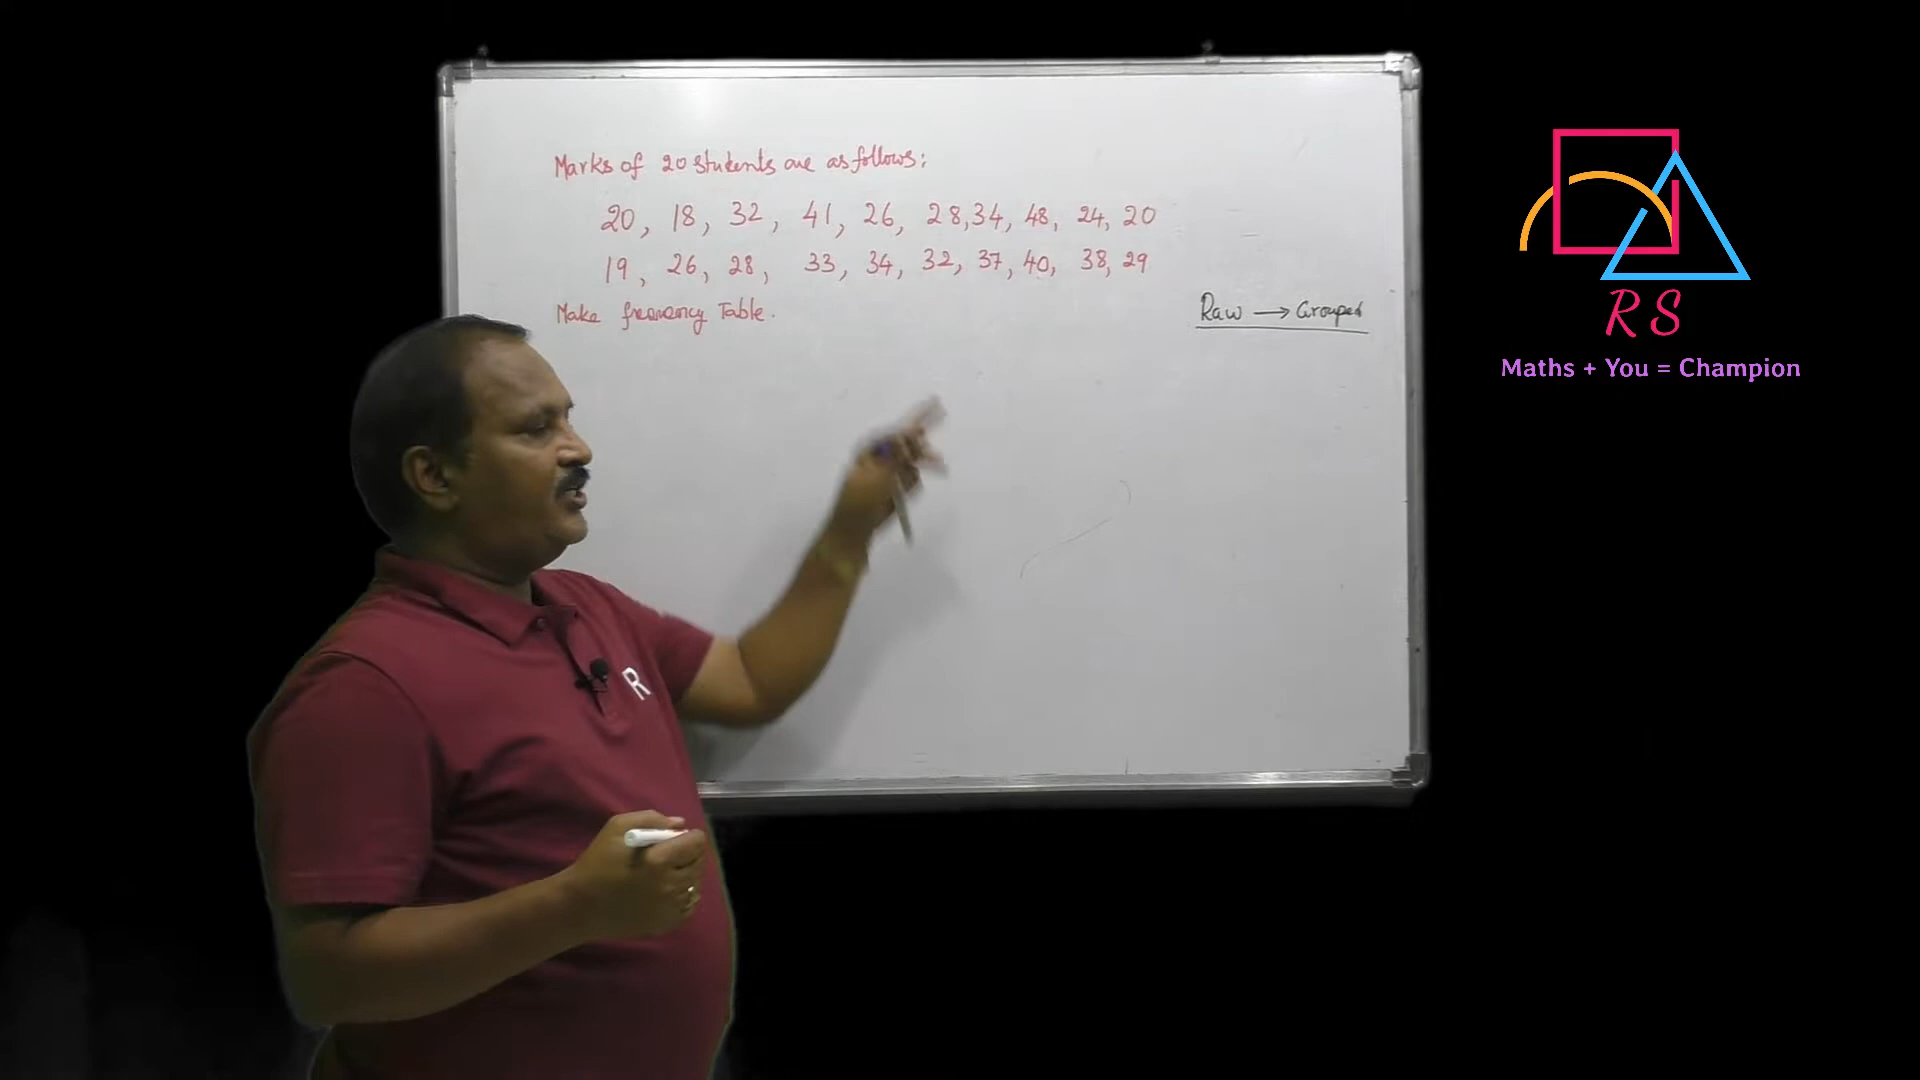 Marks of 20 students are as follows:
20, 18, 32, 41, 26, 28, 34, 48, 24, 20
19, 26, 28, 33, 34, 32, 37, 40, 38, 29
Make frequency Table.
Raw → Grouped
R S
Maths + You = Champion
R